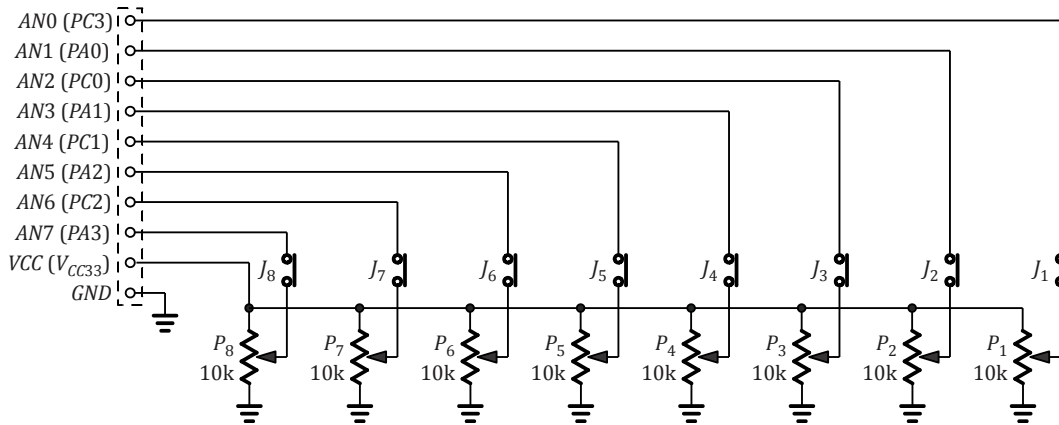 AN0 (PC3)
AN1 (PA0)
AN2 (PC0)
AN3 (PA1)
AN4 (PC1)
AN5 (PA2)
AN6 (PC2)
AN7 (PA3)
VCC (V_CC33)
GND
J8 J7 J6 J5 J4 J3 J2 J1
P8 P7 P6 P5 P4 P3 P2 P1
10k 10k 10k 10k 10k 10k 10k 10k